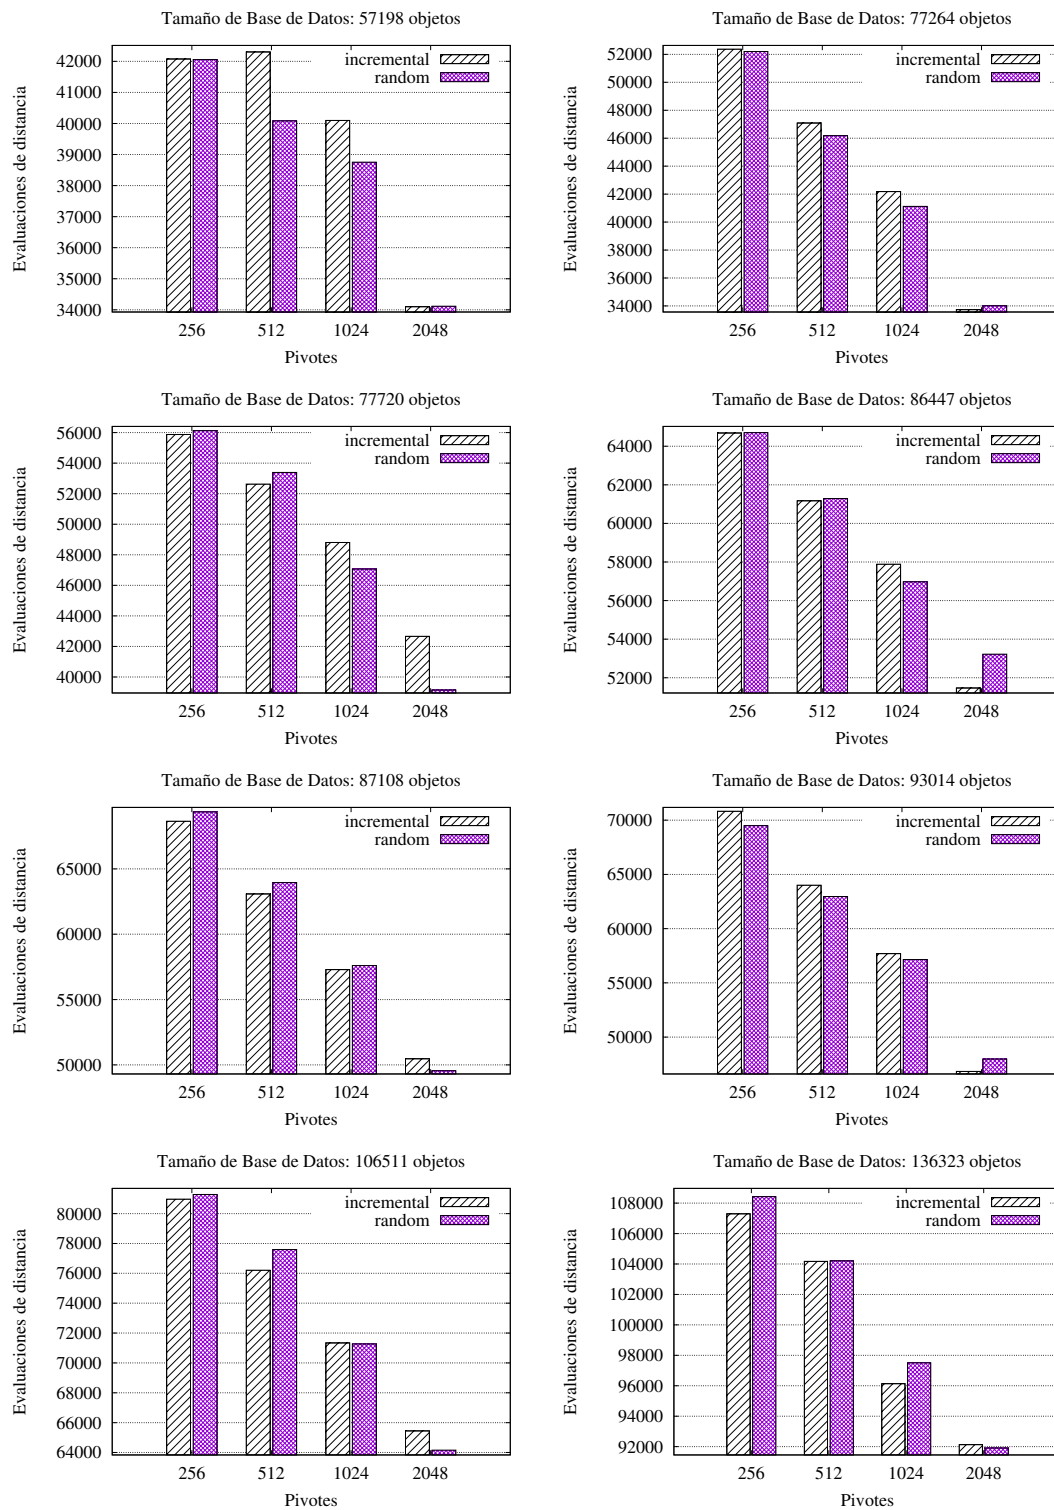 Tamaño de Base de Datos: 57198 objetos
Evaluaciones de distancia
42000
41000
40000
39000
38000
37000
36000
35000
34000
incremental
random
256 512 1024 2048
Pivotes
Tamaño de Base de Datos: 77264 objetos
Evaluaciones de distancia
52000
50000
48000
46000
44000
42000
40000
38000
36000
34000
incremental
random
256 512 1024 2048
Pivotes
Tamaño de Base de Datos: 77720 objetos
Evaluaciones de distancia
56000
54000
52000
50000
48000
46000
44000
42000
40000
incremental
random
256 512 1024 2048
Pivotes
Tamaño de Base de Datos: 86447 objetos
Evaluaciones de distancia
64000
62000
60000
58000
56000
54000
52000
incremental
random
256 512 1024 2048
Pivotes
Tamaño de Base de Datos: 87108 objetos
Evaluaciones de distancia
65000
60000
55000
50000
incremental
random
256 512 1024 2048
Pivotes
Tamaño de Base de Datos: 93014 objetos
Evaluaciones de distancia
70000
65000
60000
55000
50000
incremental
random
256 512 1024 2048
Pivotes
Tamaño de Base de Datos: 106511 objetos
Evaluaciones de distancia
80000
78000
76000
74000
72000
70000
68000
66000
64000
incremental
random
256 512 1024 2048
Pivotes
Tamaño de Base de Datos: 136323 objetos
Evaluaciones de distancia
108000
106000
104000
102000
100000
98000
96000
94000
92000
incremental
random
256 512 1024 2048
Pivotes